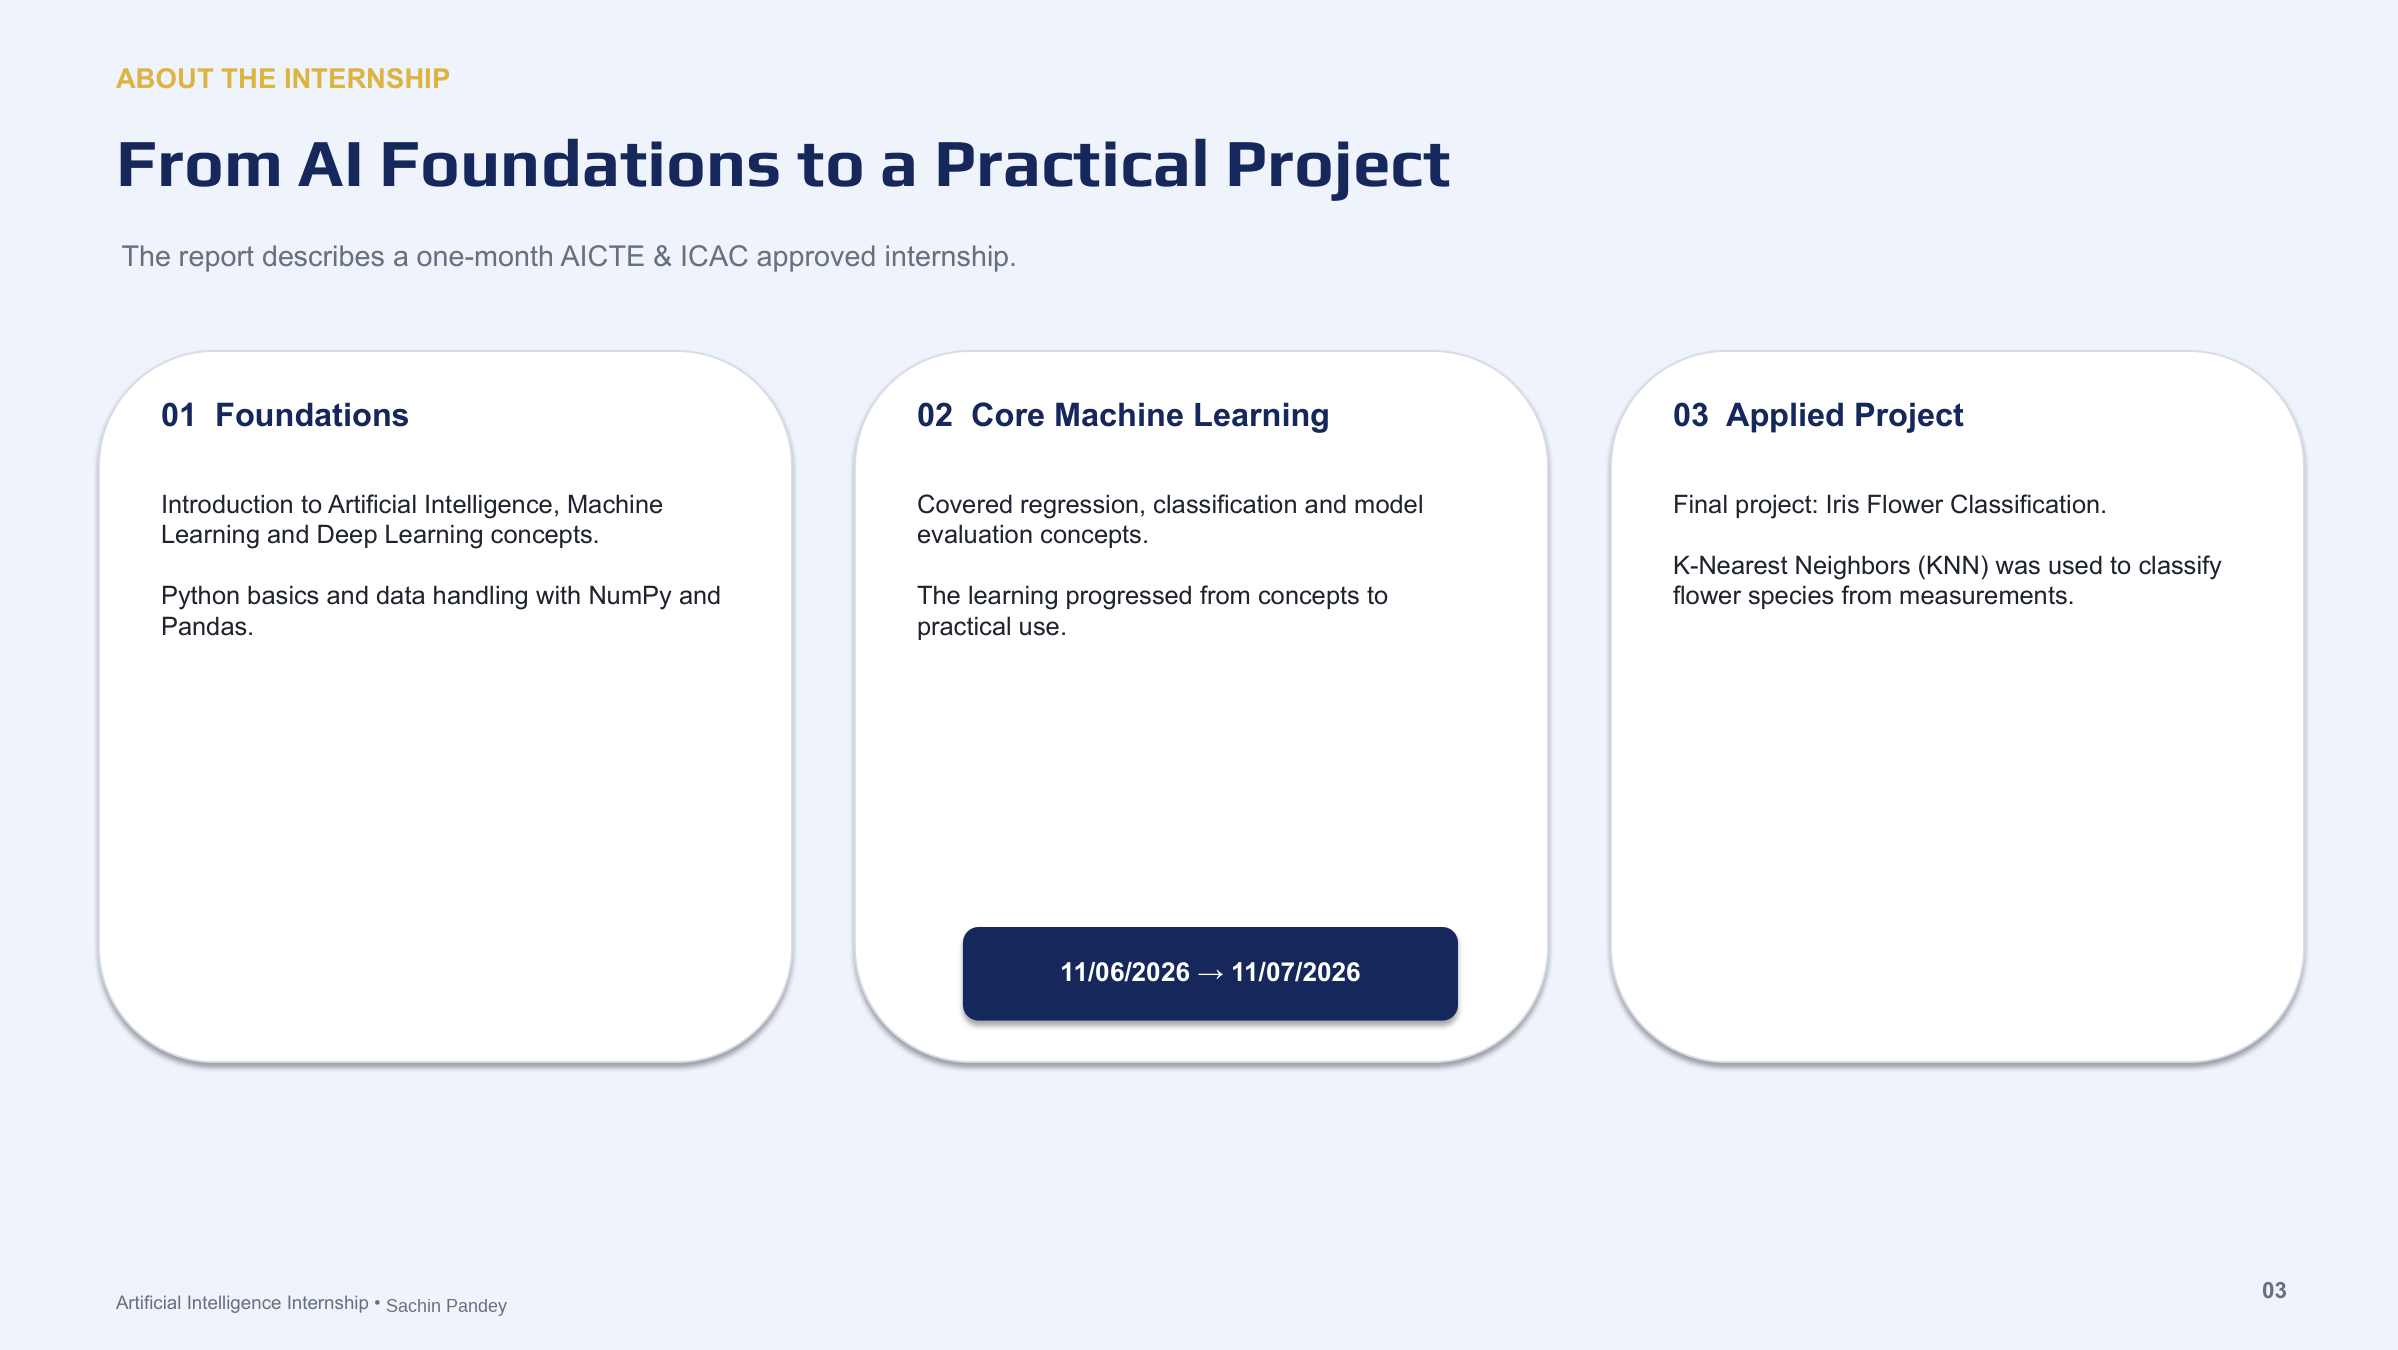 ABOUT THE INTERNSHIP
From AI Foundations to a Practical Project
The report describes a one-month AICTE & ICAC approved internship.
01 Foundations
Introduction to Artificial Intelligence, Machine
Learning and Deep Learning concepts.
Python basics and data handling with NumPy and
Pandas.
02 Core Machine Learning
Covered regression, classification and model
evaluation concepts.
The learning progressed from concepts to
practical use.
11/06/2026 → 11/07/2026
03 Applied Project
Final project: Iris Flower Classification.
K-Nearest Neighbors (KNN) was used to classify
flower species from measurements.
Artificial Intelligence Internship • Sachin Pandey
03